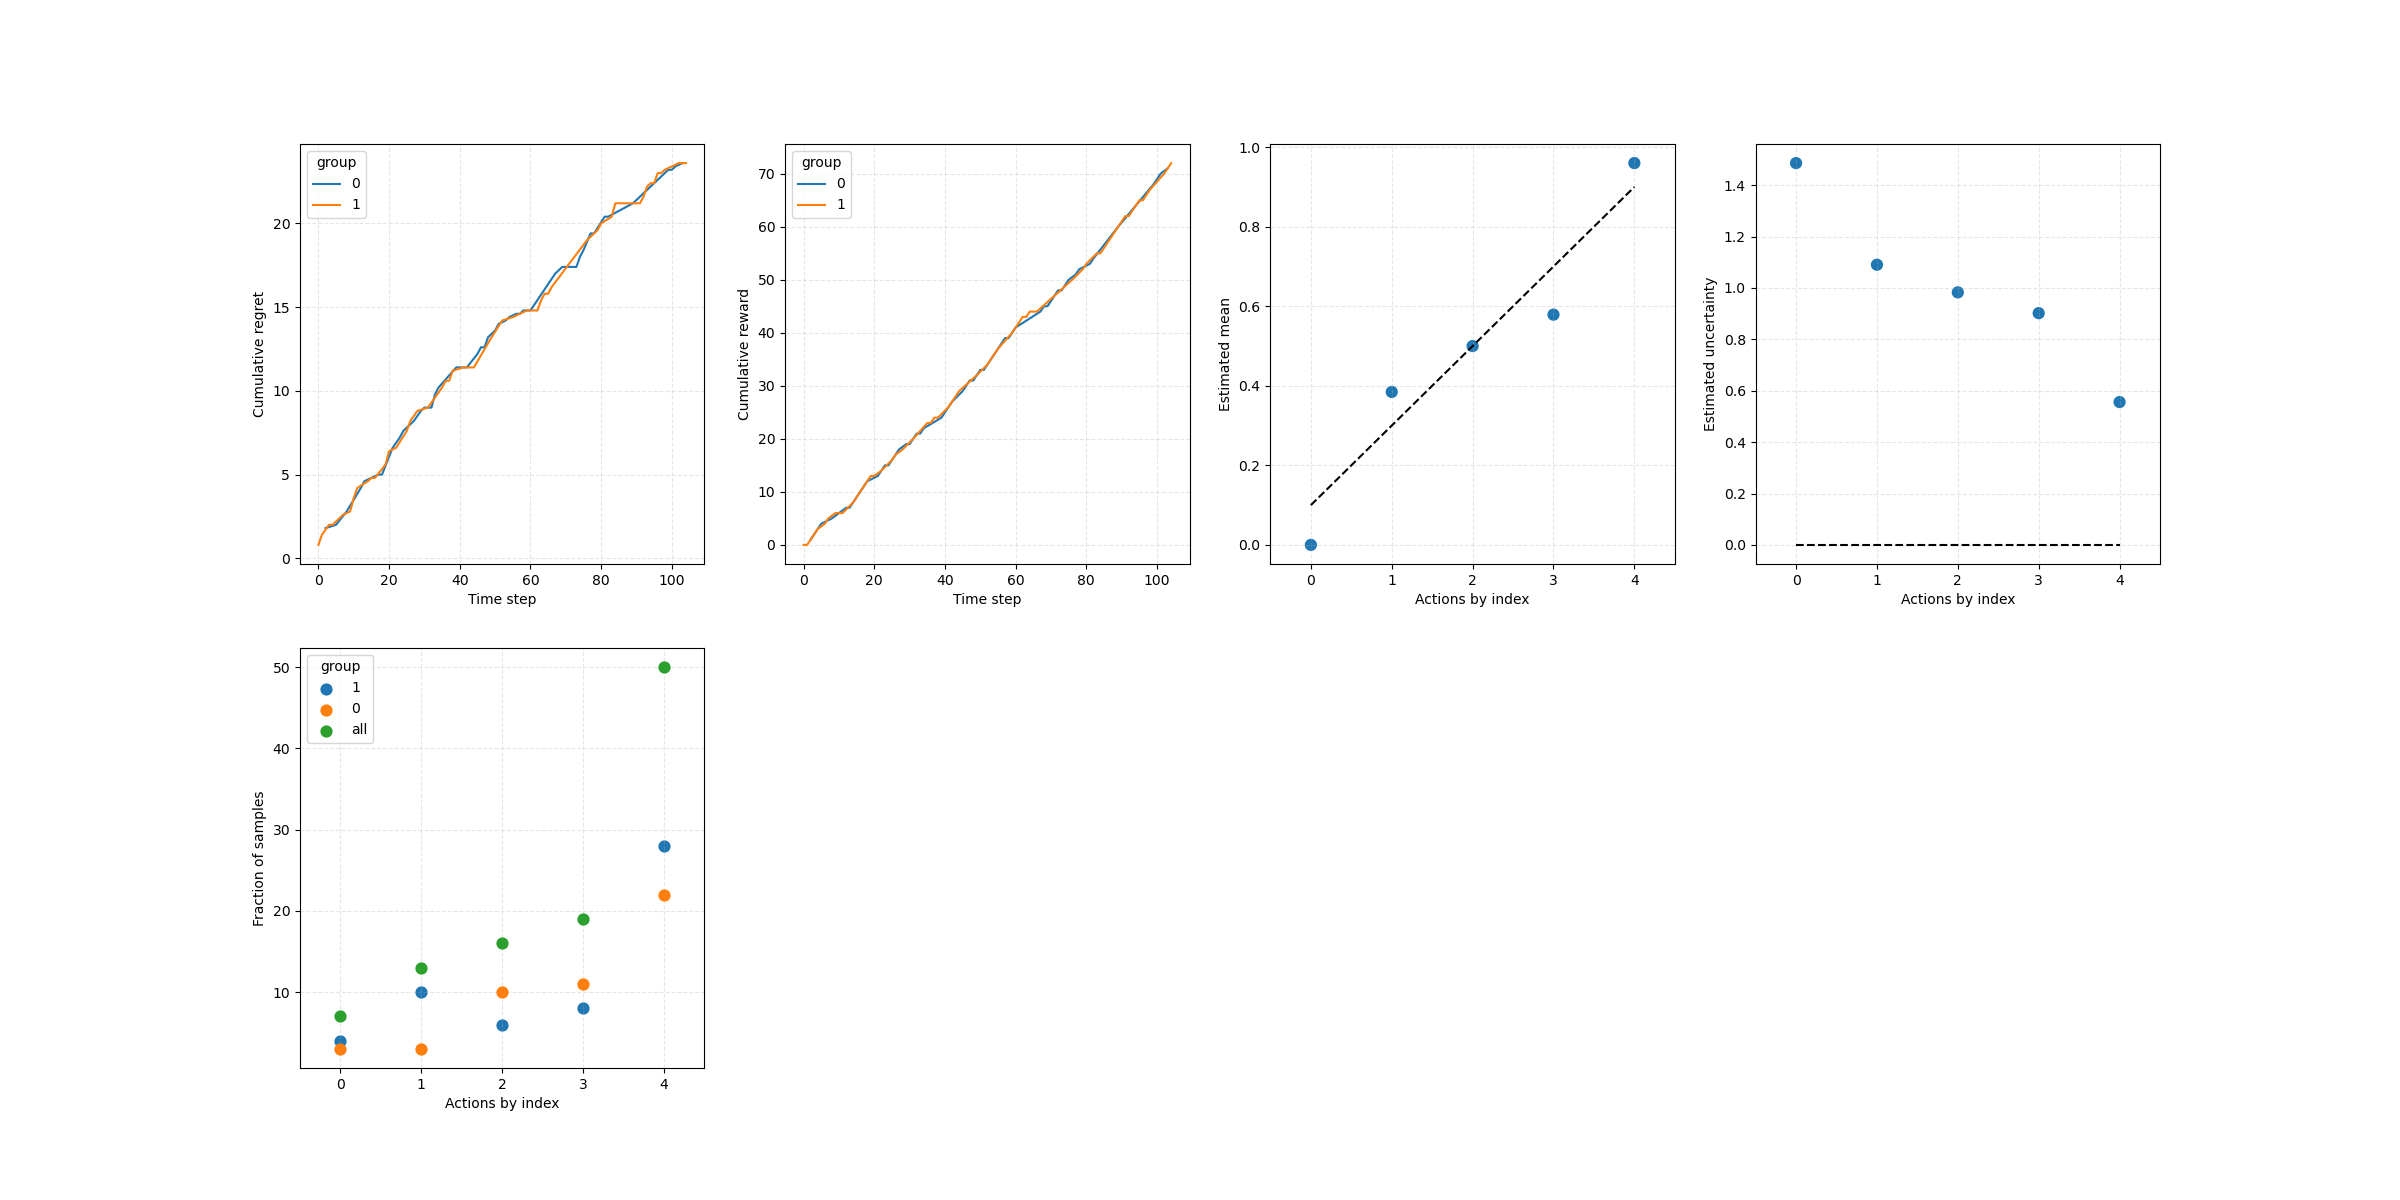 group
0
1
Cumulative regret
0
5
10
15
20
0 20 40 60 80 100
Time step
group
0
1
Cumulative reward
0
10
20
30
40
50
60
70
0 20 40 60 80 100
Time step
Estimated mean
1.0
0.8
0.6
0.4
0.2
0.0
0 1 2 3 4
Actions by index
Estimated uncertainty
1.4
1.2
1.0
0.8
0.6
0.4
0.2
0.0
0 1 2 3 4
Actions by index
group
1
0
all
Fraction of samples
50
40
30
20
10
0 1 2 3 4
Actions by index